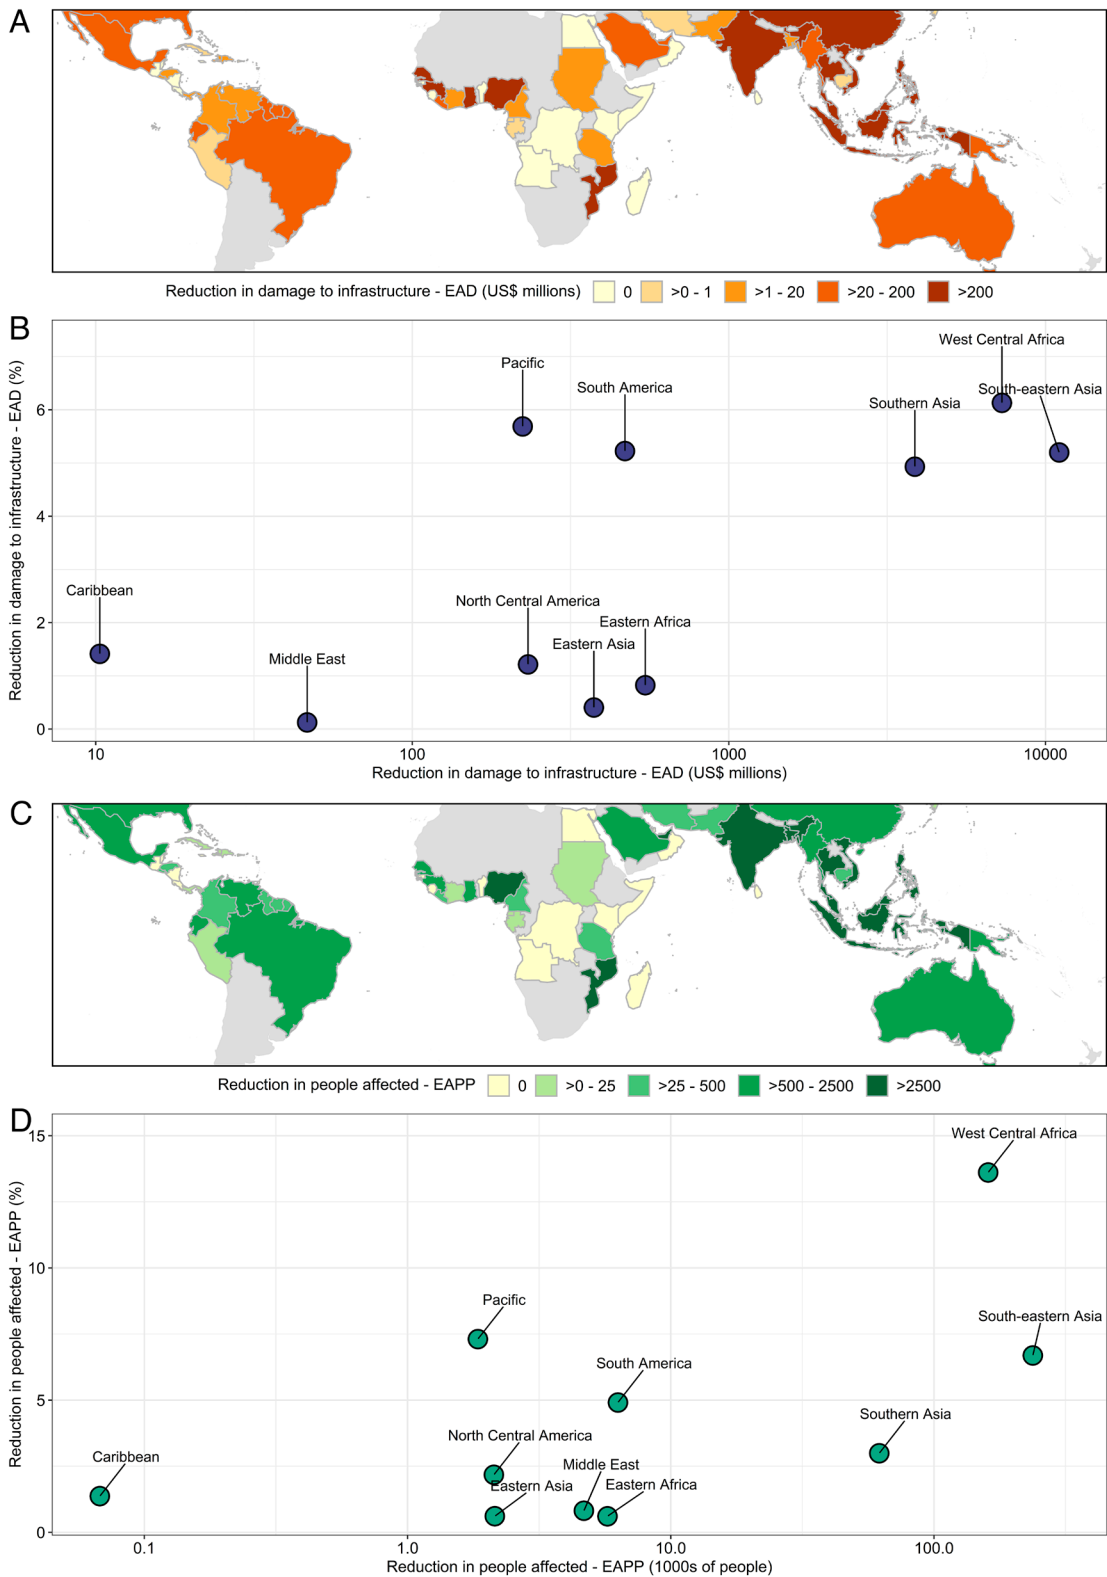 A
Reduction in damage to infrastructure - EAD (US$ millions) 0 >0 - 1 >1 - 20 >20 - 200 >200
B
Reduction in damage to infrastructure - EAD (%)
West Central Africa
Pacific
South America
South-eastern Asia
Southern Asia
Caribbean
North Central America
Eastern Africa
Eastern Asia
Middle East
6
4
2
0
10 100 1000 10000
Reduction in damage to infrastructure - EAD (US$ millions)
C
Reduction in people affected - EAPP 0 >0 - 25 >25 - 500 >500 - 2500 >2500
D
Reduction in people affected - EAPP (%)
West Central Africa
Pacific
South-eastern Asia
South America
Southern Asia
North Central America
Caribbean
Middle East
Eastern Asia
Eastern Africa
15
10
5
0
0.1 1.0 10.0 100.0
Reduction in people affected - EAPP (1000s of people)